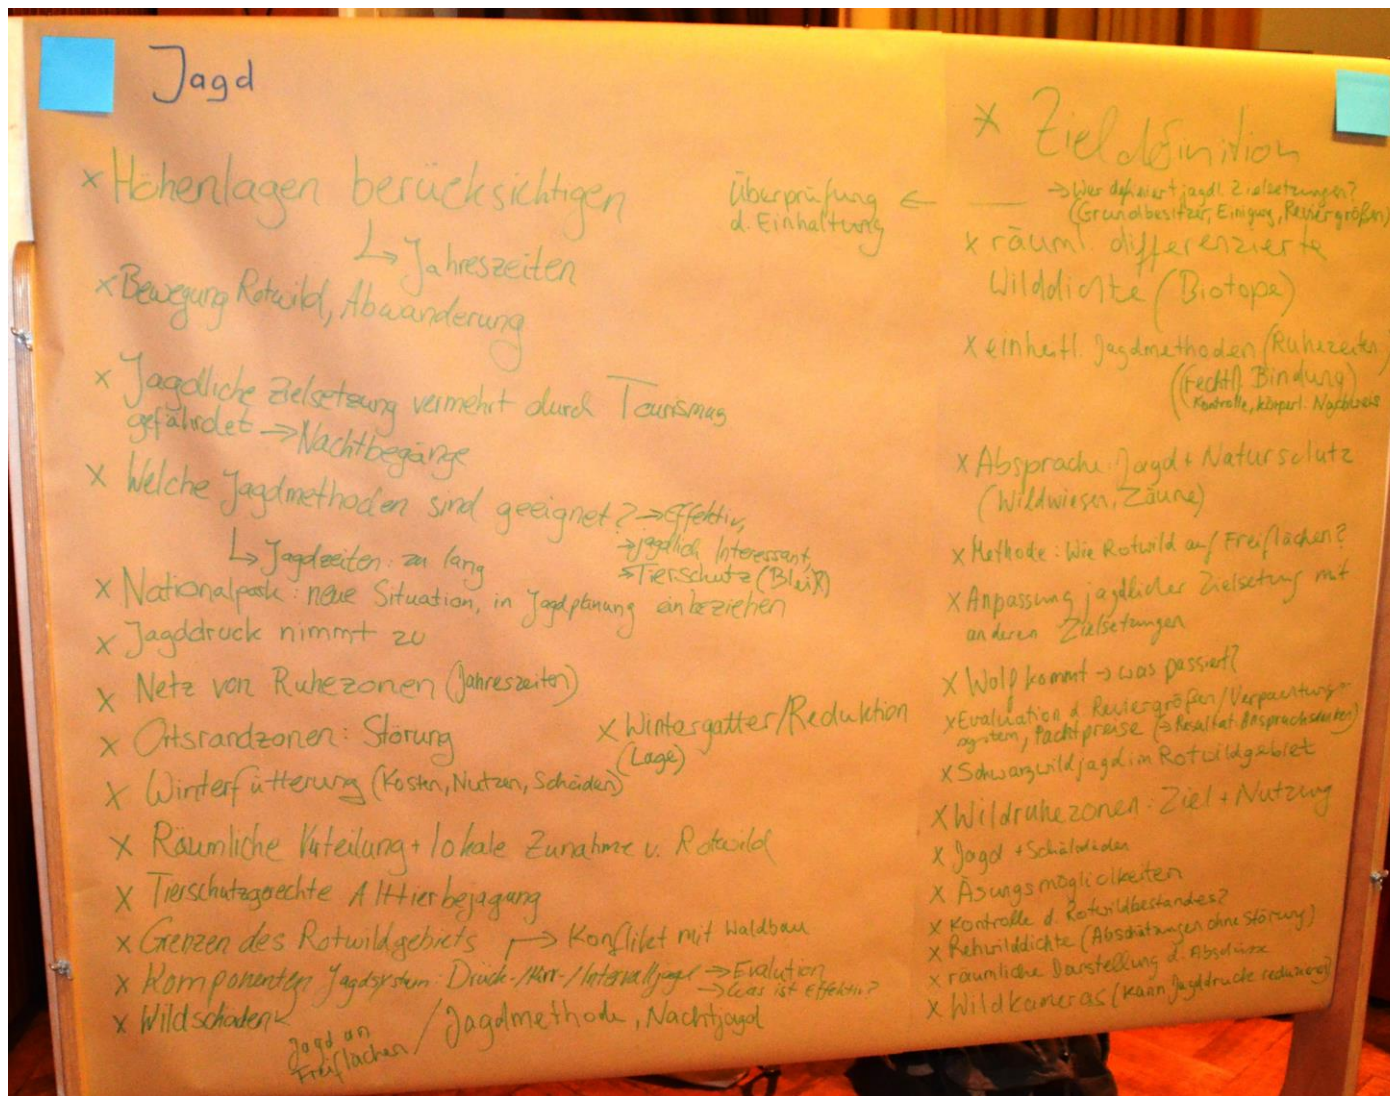 Jagd
x Höhenlagen berücksichtigen
↳ Jahreszeiten
x Bewegung Rotwild, Abwanderung
x Jagdliche Zielsetzung vermehrt durch Tourismus
gefährdet → Nachtbegänge
x Welche Jagdmethoden sind geeignet? → Effektiv,
→ jagdlich Interessant,
→ Tierschutz (Blei X)
↳ Jagdzeiten: zu lang
x Nationalpark: neue Situation, in Jagdplanung einbeziehen
x Jagddruck nimmt zu
x Netz von Ruhezonen (Jahreszeiten)
x Ortsrandzonen: Störung
x Wintergatter/Reduktion
(Lage)
x Winterfütterung (Kosten, Nutzen, Schäden)
x Räumliche Verteilung + lokale Zunahme v. Rotwild
x Tierschutzgerechte Alttierbejagung
x Grenzen des Rotwildgebiets
→ Konflikt mit Waldbau
x Komponenten Jagdsystem: Drück-/Kirr-/Intervalljagd → Evalution
→ Was ist Effektiv?
x Wildschäden
Jagd an
Freiflächen / Jagdmethode, Nachtjagd
x Zieldefinition
→ Wer definiert jagdl. Zielsetzungen?
(Grundbesitzer, Einigung, Reviergrößen)
Überprüfung ←
d. Einhaltung
x räuml. differenzierte
Wilddichte (Biotope)
x einheitl. Jagdmethoden (Ruhezeiten)
(rechtl. Bindung)
Kontrolle, körperl. Nachweis
x Absprache: Jagd + Naturschutz
(Wildwiesen, Zäune)
x Methode: Wie Rotwild auf Freiflächen?
x Anpassung jagdlicher Zielsetzung mit
anderen Zielsetzungen
x Wolf kommt → was passiert?
x Evaluation d. Reviergrößen/Verpachtungs-
system, Pachtpreise (→ Resultat: Anspruchsdenken)
x Schwarzwildjagd im Rotwildgebiet
x Wildruhezonen: Ziel + Nutzung
x Jagd + Schälschäden
x Äsungsmöglichkeiten
x Kontrolle d. Rotwildbestandes?
x Rehwilddichte (Abschätzungen ohne Störung)
x räumliche Darstellung d. Abschüsse
x Wildkameras (kann Jagddruck reduzieren)